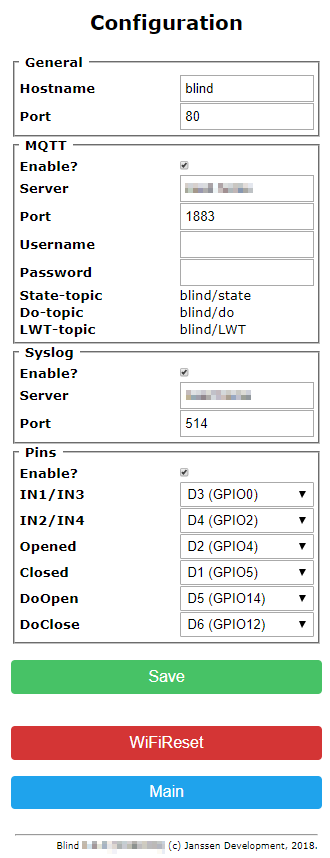 Configuration
General
Hostname blind
Port 80
MQTT
Enable?
Server
Port 1883
Username
Password
State-topic blind/state
Do-topic blind/do
LWT-topic blind/LWT
Syslog
Enable?
Server
Port 514
Pins
Enable?
IN1/IN3 D3 (GPIO0)
IN2/IN4 D4 (GPIO2)
Opened D2 (GPIO4)
Closed D1 (GPIO5)
DoOpen D5 (GPIO14)
DoClose D6 (GPIO12)
Save
WiFiReset
Main
Blind (c) Janssen Development, 2018.